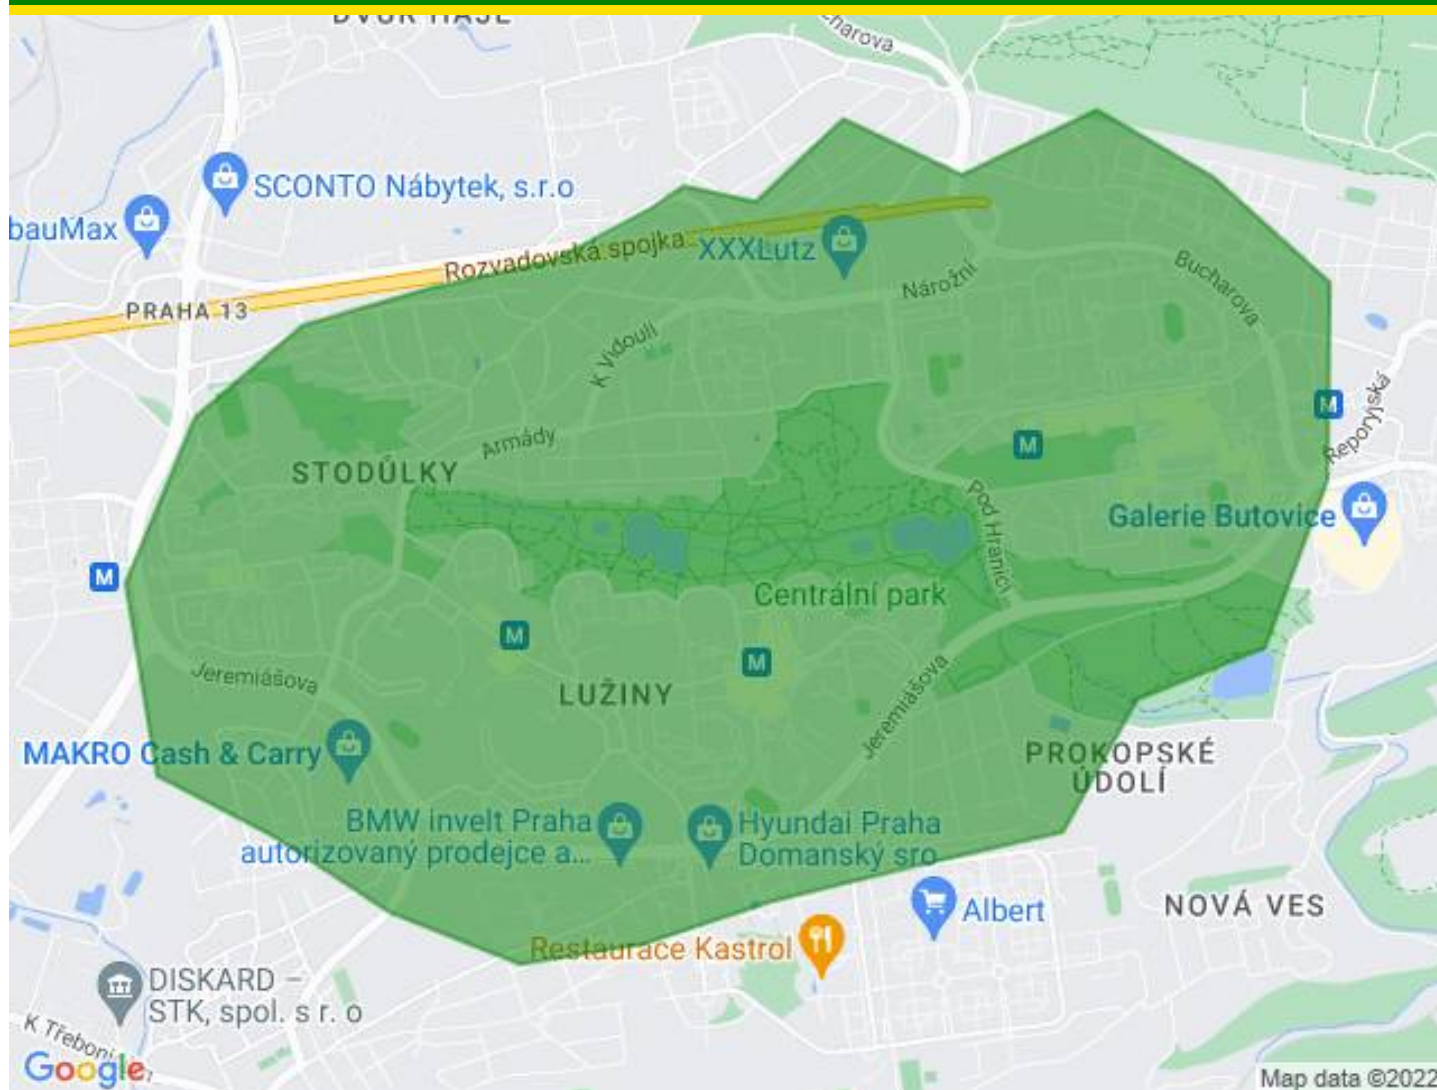 DVŮR HÁJE
charova
SCONTO Nábytek, s.r.o
bauMax
Rozvadovská spojka
XXXLutz
PRAHA 13
Nárožní
Bucharova
K Vidouli
Řeporyjská
M
Armády
M
STODŮLKY
Pod Hranicí
Galerie Butovice
M
Centrální park
M
M
Jeremiášova
LUŽINY
Jeremiášova
MAKRO Cash & Carry
PROKOPSKÉ
ÚDOLÍ
BMW invelt Praha
autorizovaný prodejce a...
Hyundai Praha
Domanský sro
Albert
NOVÁ VES
Restaurace Kastrol
DISKARD –
STK, spol. s r. o
K Třeboni
Google
Map data ©2022